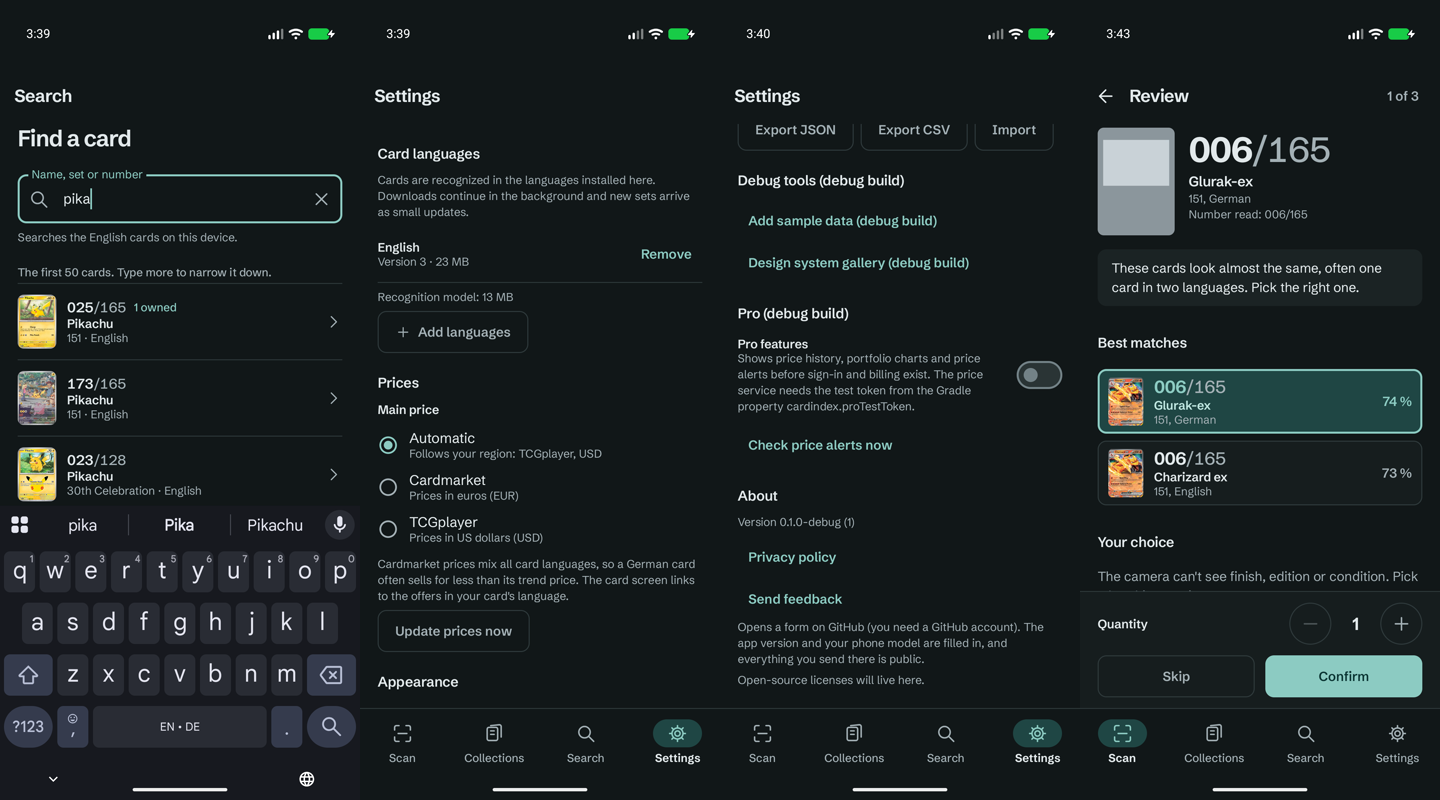 3:39
Search
Find a card
Name, set or number
pika
Searches the English cards on this device.
The first 50 cards. Type more to narrow it down.
025/165 1 owned
Pikachu
151 · English
173/165
Pikachu
151 · English
023/128
Pikachu
30th Celebration · English
pika Pika Pikachu
q1 w2 e3 r4 t5 y6 u7 i8 o9 p0
a s d f g h j k l
z x c v b n m
?123 , EN • DE .
3:39
Settings
Card languages
Cards are recognized in the languages installed here.
Downloads continue in the background and new sets arrive
as small updates.
English
Version 3 · 23 MB
Remove
Recognition model: 13 MB
+ Add languages
Prices
Main price
Automatic
Follows your region: TCGplayer, USD
Cardmarket
Prices in euros (EUR)
TCGplayer
Prices in US dollars (USD)
Cardmarket prices mix all card languages, so a German card
often sells for less than its trend price. The card screen links
to the offers in your card's language.
Update prices now
Appearance
Scan Collections Search Settings
3:40
Settings
Export JSON Export CSV Import
Debug tools (debug build)
Add sample data (debug build)
Design system gallery (debug build)
Pro (debug build)
Pro features
Shows price history, portfolio charts and price
alerts before sign-in and billing exist. The price
service needs the test token from the Gradle
property cardindex.proTestToken.
Check price alerts now
About
Version 0.1.0-debug (1)
Privacy policy
Send feedback
Opens a form on GitHub (you need a GitHub account). The
app version and your phone model are filled in, and
everything you send there is public.
Open-source licenses will live here.
Scan Collections Search Settings
3:43
Review
1 of 3
006/165
Glurak-ex
151, German
Number read: 006/165
These cards look almost the same, often one
card in two languages. Pick the right one.
Best matches
006/165
Glurak-ex
151, German
74 %
006/165
Charizard ex
151, English
73 %
Your choice
The camera can't see finish, edition or condition. Pick
Quantity
1
Skip
Confirm
Scan Collections Search Settings